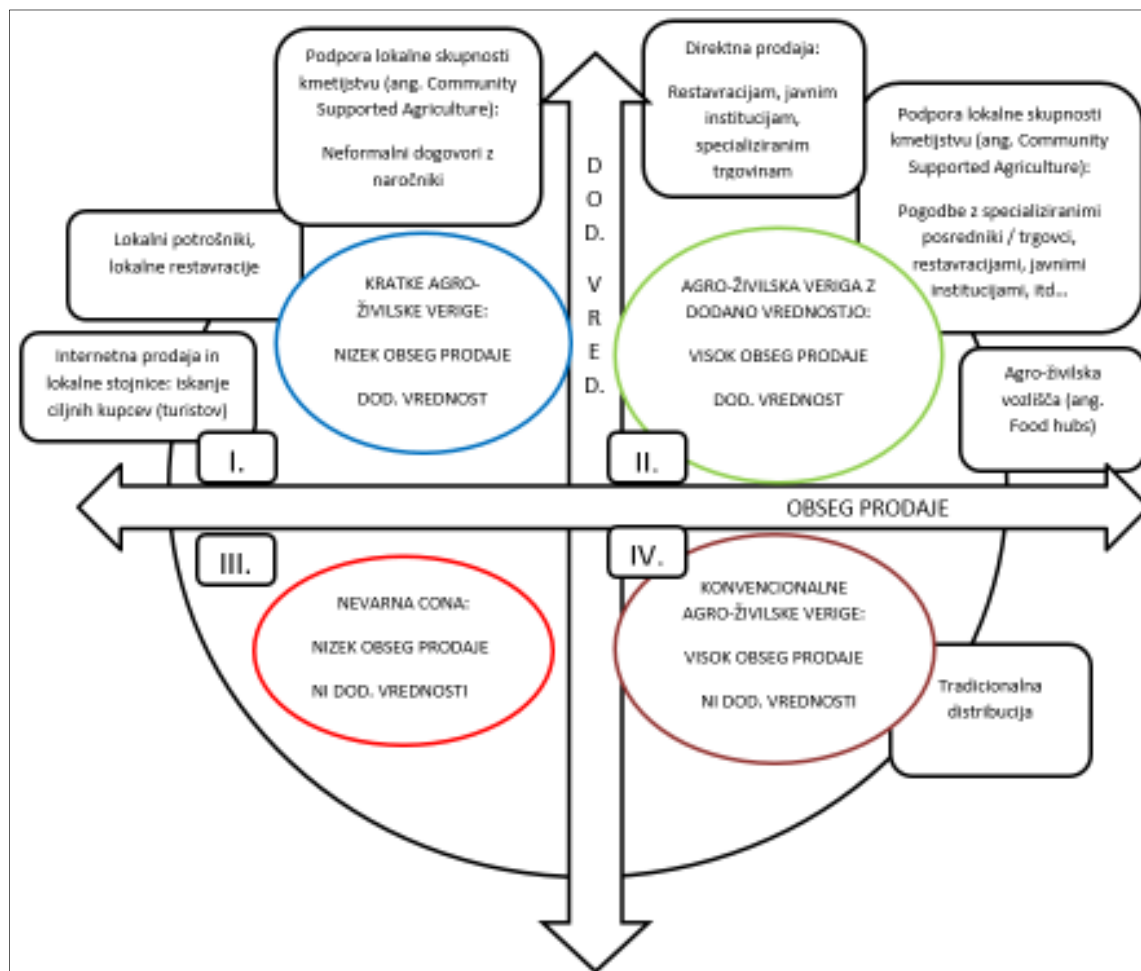 Podpora lokalne skupnosti
kmetijstvu (ang. Community
Supported Agriculture):
Neformalni dogovori z
naročniki
Direktna prodaja:
Restavracijam, javnim
institucijam,
specializiranim
trgovinam
Podpora lokalne skupnosti
kmetijstvu (ang. Community
Supported Agriculture):
Pogodbe z specializiranimi
posredniki / trgovci,
restavracijami, javnimi
institucijami, itd...
Lokalni potrošniki,
lokalne restavracije
Internetna prodaja in
lokalne stojnice: iskanje
ciljnih kupcev (turistov)
KRATKE AGRO-
ŽIVILSKE VERIGE:
NIZEK OBSEG PRODAJE
DOD. VREDNOST
D
O
D.
V
R
E
D.
AGRO-ŽIVILSKA VERIGA Z
DODANO VREDNOSTJO:
VISOK OBSEG PRODAJE
DOD. VREDNOST
Agro-živilska
vozlišča (ang.
Food hubs)
I.
II.
OBSEG PRODAJE
III.
IV.
NEVARNA CONA:
NIZEK OBSEG PRODAJE
NI DOD. VREDNOSTI
KONVENCIONALNE
AGRO-ŽIVILSKE VERIGE:
VISOK OBSEG PRODAJE
NI DOD. VREDNOSTI
Tradicionalna
distribucija